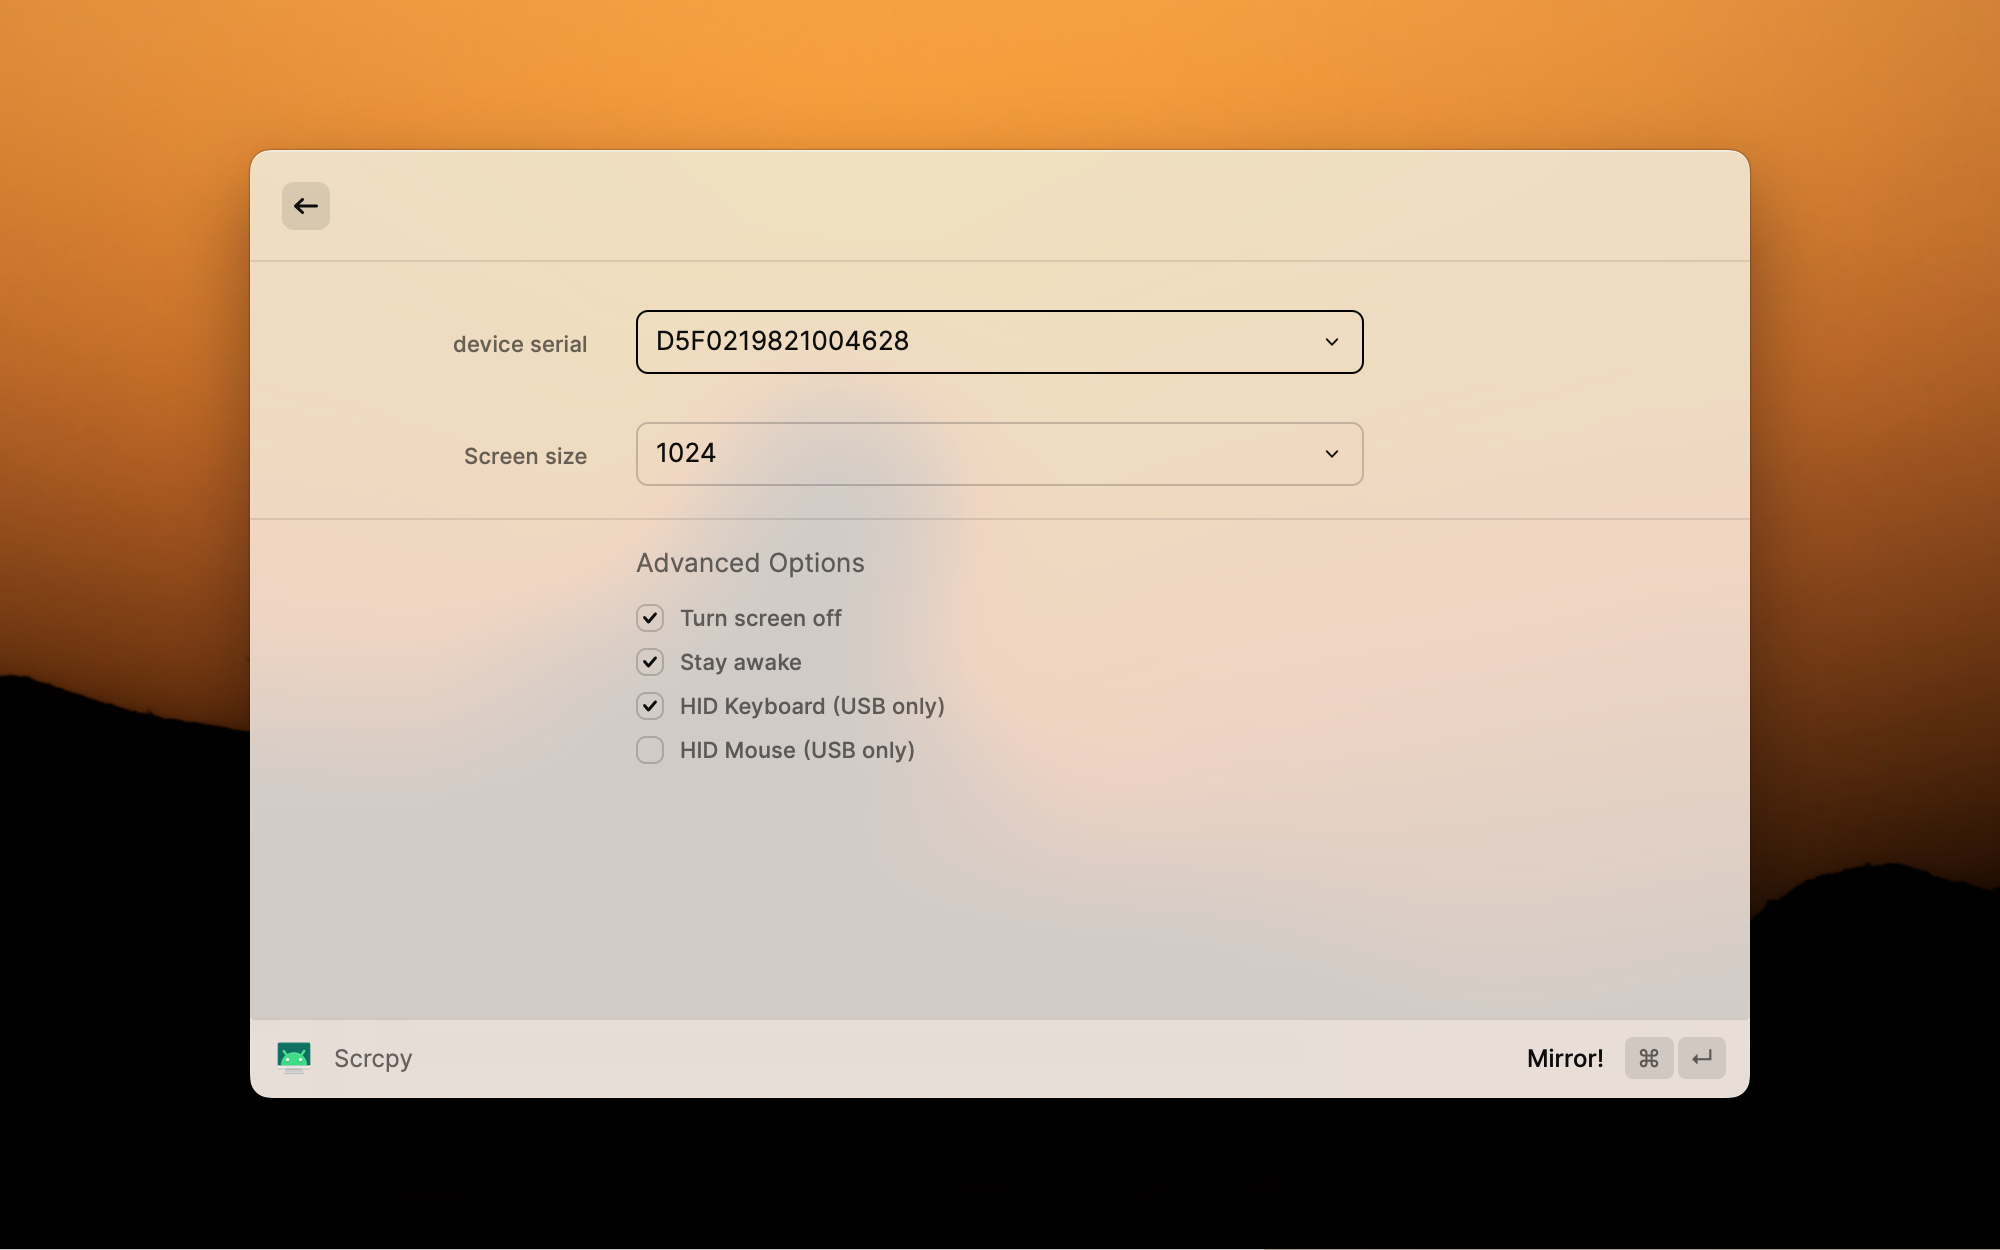 device serial
D5F0219821004628
Screen size
1024
Advanced Options
Turn screen off
Stay awake
HID Keyboard (USB only)
HID Mouse (USB only)
Scrcpy
Mirror! ⌘ ↵